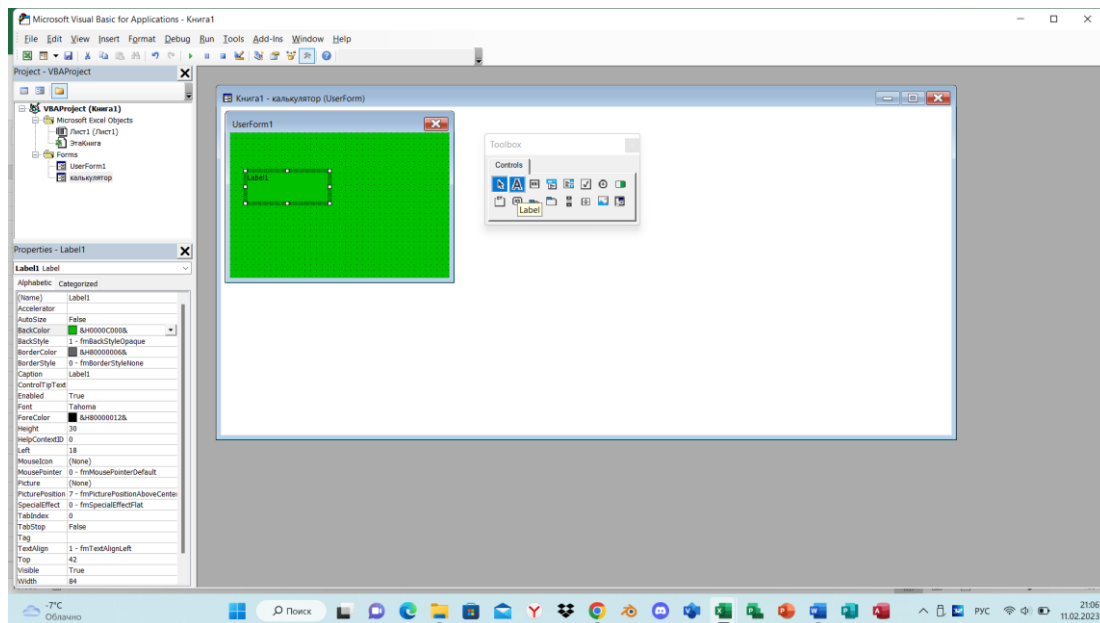 Microsoft Visual Basic for Applications - Книга1
File Edit View Insert Format Debug Run Tools Add-Ins Window Help
Project - VBAProject
VBAProject (Книга1)
Microsoft Excel Objects
Лист1 (Лист1)
ЭтаКнига
Forms
UserForm1
калькулятор
Properties - Label1
Label1 Label
Alphabetic Categorized
(Name) Label1
Accelerator
AutoSize False
BackColor &H0000C000&
BackStyle 1 - fmBackStyleOpaque
BorderColor &H80000006&
BorderStyle 0 - fmBorderStyleNone
Caption Label1
ControlTipText
Enabled True
Font Tahoma
ForeColor &H80000012&
Height 30
HelpContextID 0
Left 18
MouseIcon (None)
MousePointer 0 - fmMousePointerDefault
Picture (None)
PicturePosition 7 - fmPicturePositionAboveCenter
SpecialEffect 0 - fmSpecialEffectFlat
TabIndex 0
TabStop False
Tag
TextAlign 1 - fmTextAlignLeft
Top 42
Visible True
Width 84
Книга1 - калькулятор (UserForm)
UserForm1
Label1
Toolbox
Controls
Label
-7°C
Облачно
Поиск
РУС
21:06
11.02.2023